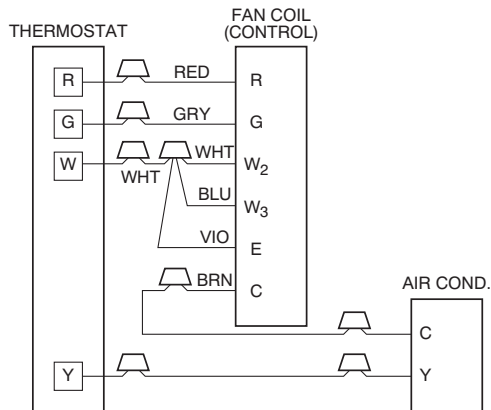 FAN COIL
(CONTROL)
THERMOSTAT
R RED R
G GRY G
W WHT WHT W2
BLU W3
VIO E
BRN C
AIR COND.
C
Y Y